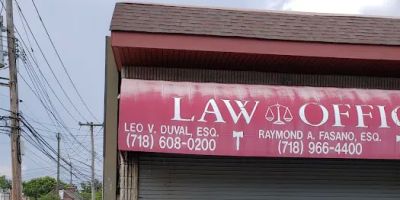 LAW OFFIC
LEO V. DUVAL, ESQ. RAYMOND A. FASANO, ESQ.
(718) 608-0200 (718) 966-4400